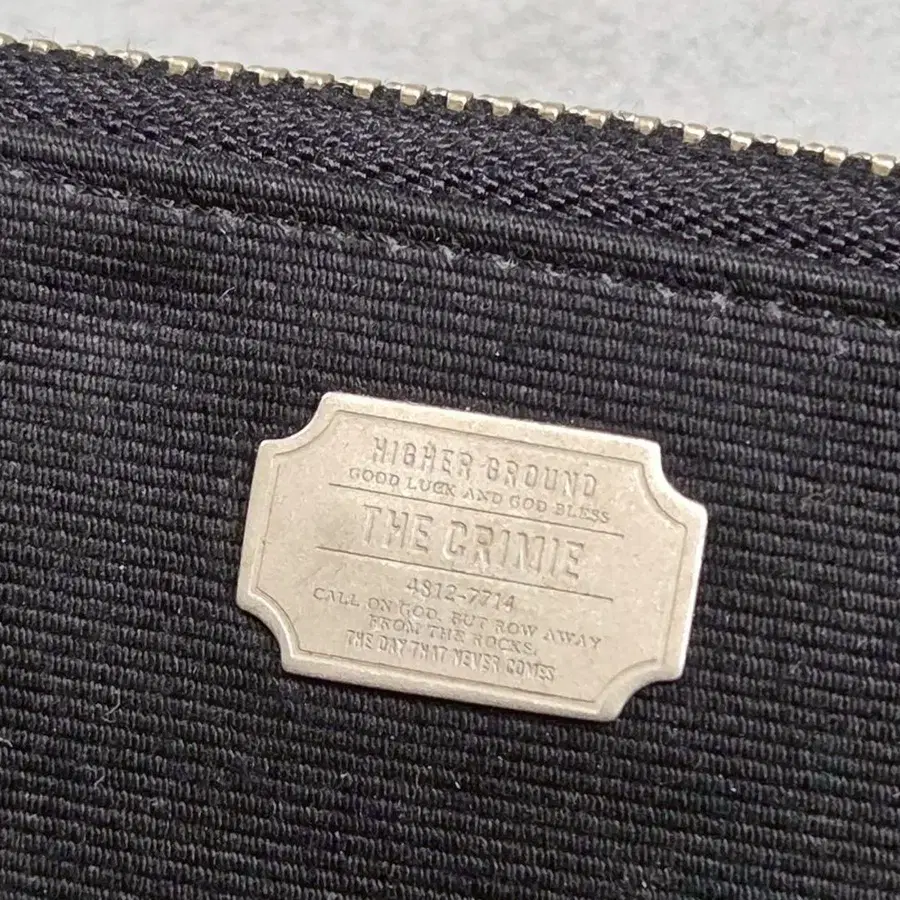 HIGHER GROUND
GOOD LUCK AND GOD BLESS
THE CRIMIE
4812-7714
CALL ON GOD. BUT ROW AWAY
FROM THE ROCKS.
THE DAY THAT NEVER COMES